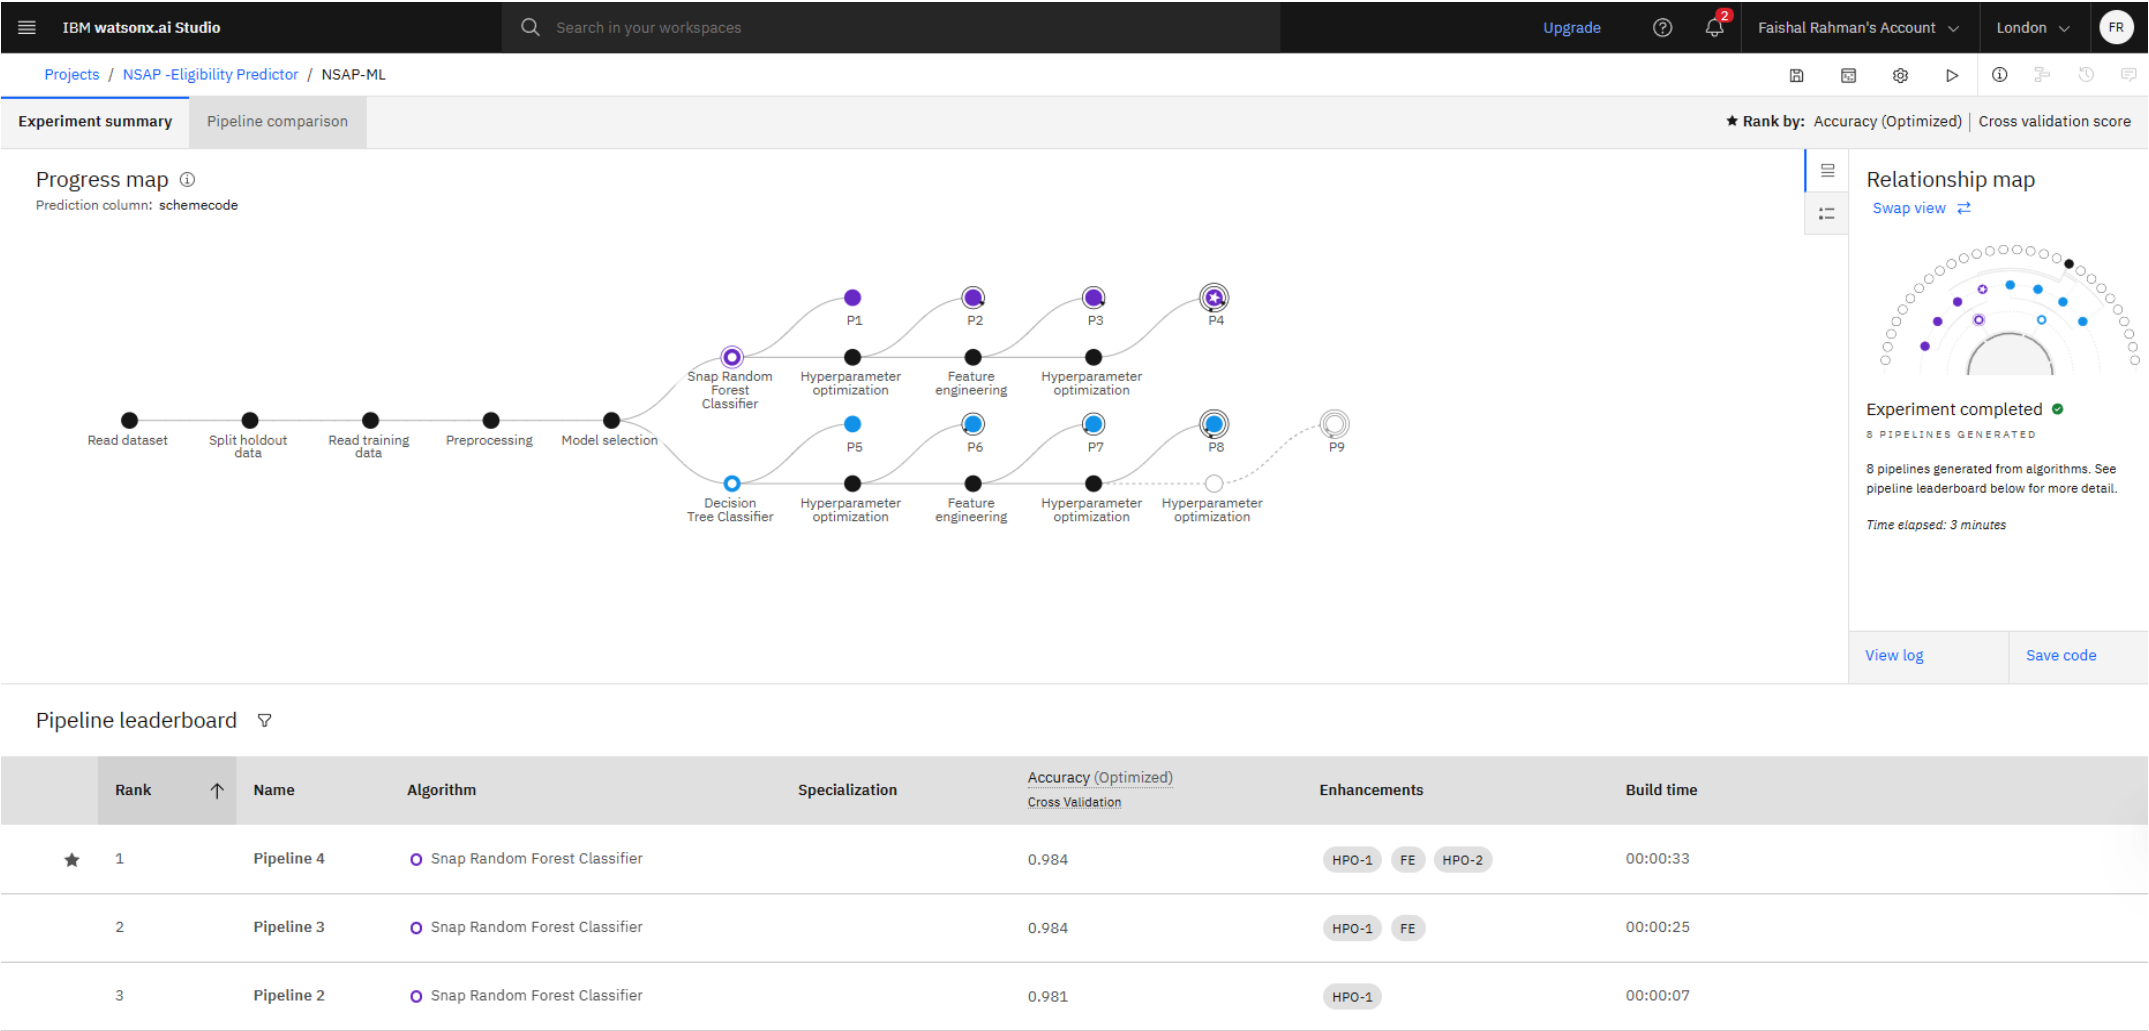 IBM watsonx.ai Studio
Search in your workspaces
Upgrade
2
Faishal Rahman's Account
London
FR
Projects / NSAP -Eligibility Predictor / NSAP-ML
Experiment summary
Pipeline comparison
★ Rank by: Accuracy (Optimized) | Cross validation score
Progress map
Prediction column: schemecode
P1
P2
P3
P4
Snap Random
Forest
Classifier
Hyperparameter
optimization
Feature
engineering
Hyperparameter
optimization
Read dataset
Split holdout
data
Read training
data
Preprocessing
Model selection
P5
P6
P7
P8
P9
Decision
Tree Classifier
Hyperparameter
optimization
Feature
engineering
Hyperparameter
optimization
Hyperparameter
optimization
Relationship map
Swap view
Experiment completed
8 PIPELINES GENERATED
8 pipelines generated from algorithms. See
pipeline leaderboard below for more detail.
Time elapsed: 3 minutes
View log
Save code
Pipeline leaderboard
Rank
Name
Algorithm
Specialization
Accuracy (Optimized)
Cross Validation
Enhancements
Build time
★ 1 Pipeline 4 Snap Random Forest Classifier 0.984 HPO-1 FE HPO-2 00:00:33
2 Pipeline 3 Snap Random Forest Classifier 0.984 HPO-1 FE 00:00:25
3 Pipeline 2 Snap Random Forest Classifier 0.981 HPO-1 00:00:07